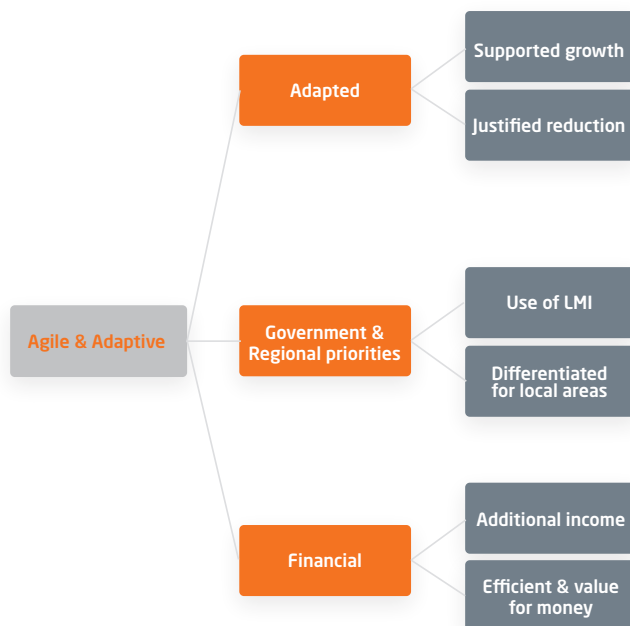 Supported growth
Adapted
Justified reduction
Use of LMI
Agile & Adaptive
Government &
Regional priorities
Differentiated
for local areas
Additional income
Financial
Efficient & value
for money